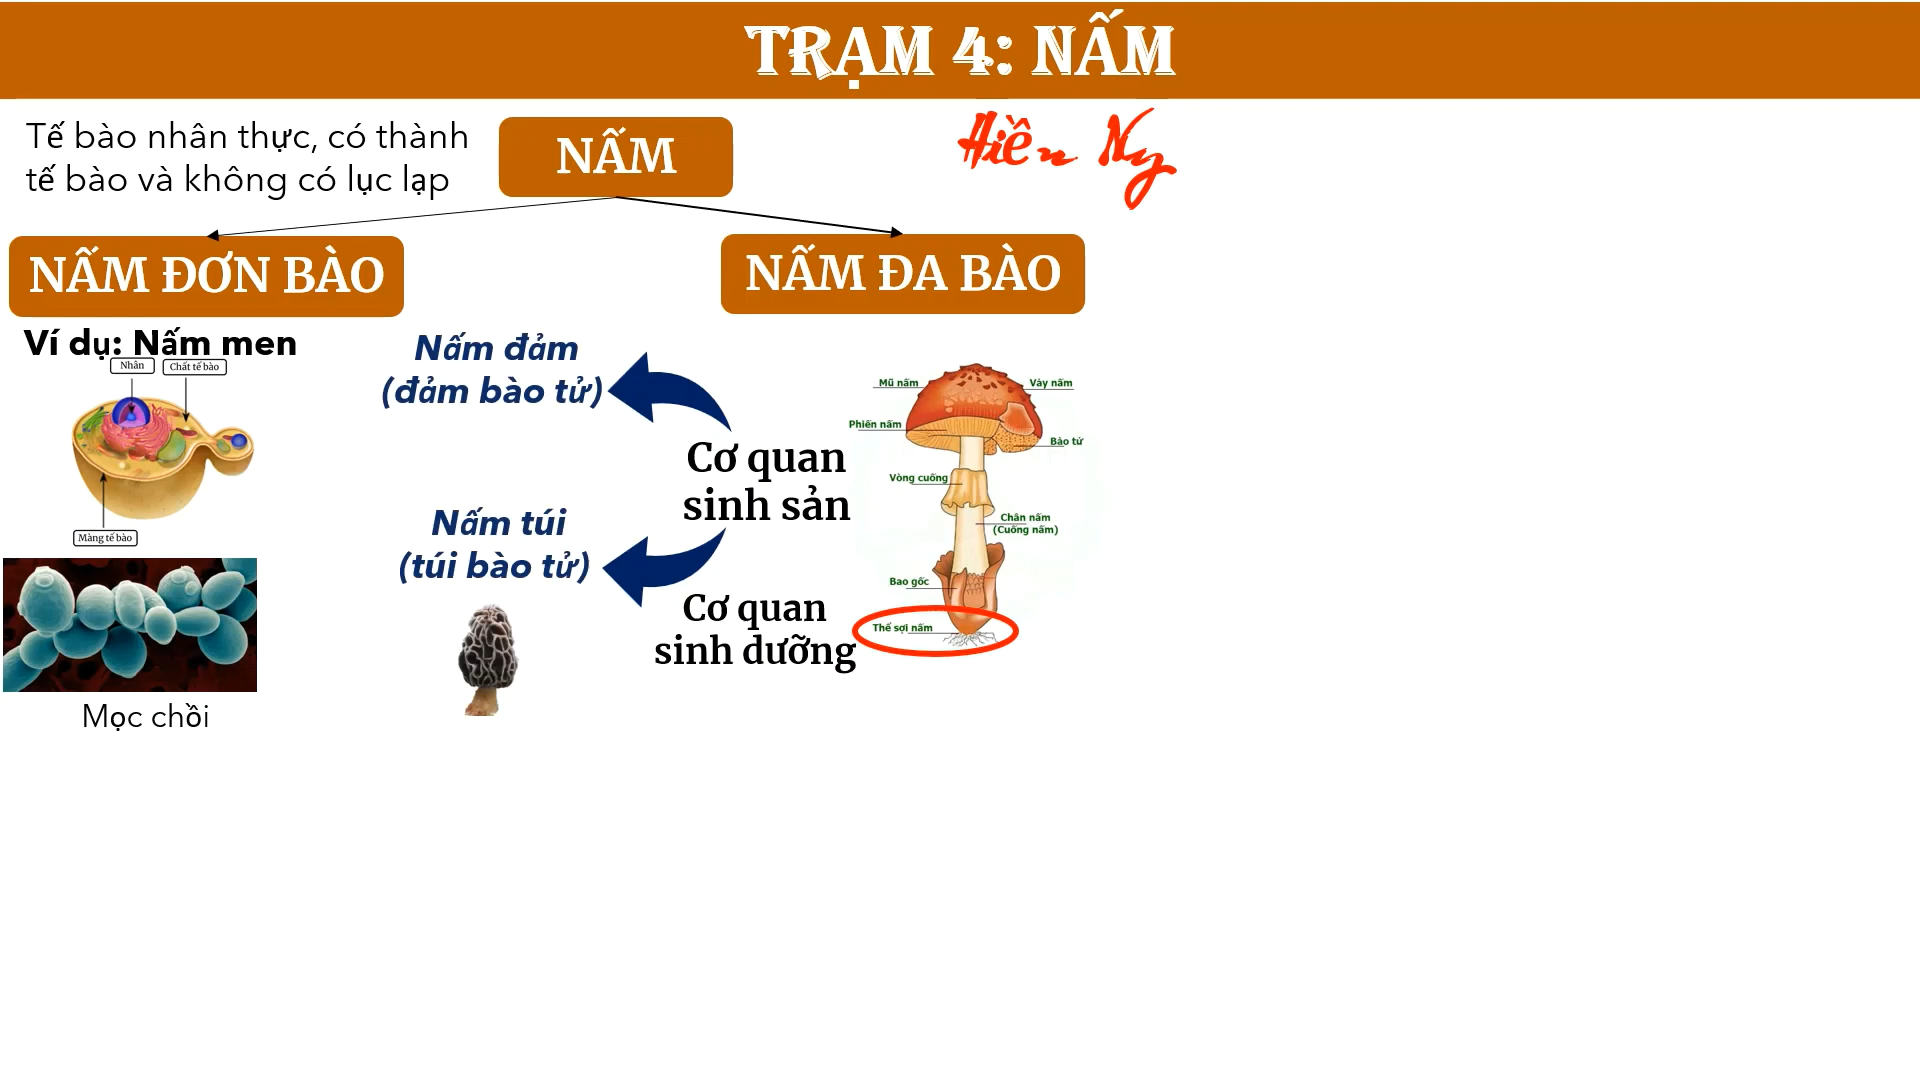 TRẠM 4: NẤM
Hiền Ny
Tế bào nhân thực, có thành
tế bào và không có lục lạp
NẤM
NẤM ĐƠN BÀO
NẤM ĐA BÀO
Ví dụ: Nấm men
Nhân
Chất tế bào
Màng tế bào
Mọc chồi
Nấm đảm
(đảm bào tử)
Cơ quan
sinh sản
Nấm túi
(túi bào tử)
Cơ quan
sinh dưỡng
Mũ nấm
Vảy nấm
Phiến nấm
Bào tử
Vòng cuống
Chân nấm
(Cuống nấm)
Bao gốc
Thể sợi nấm